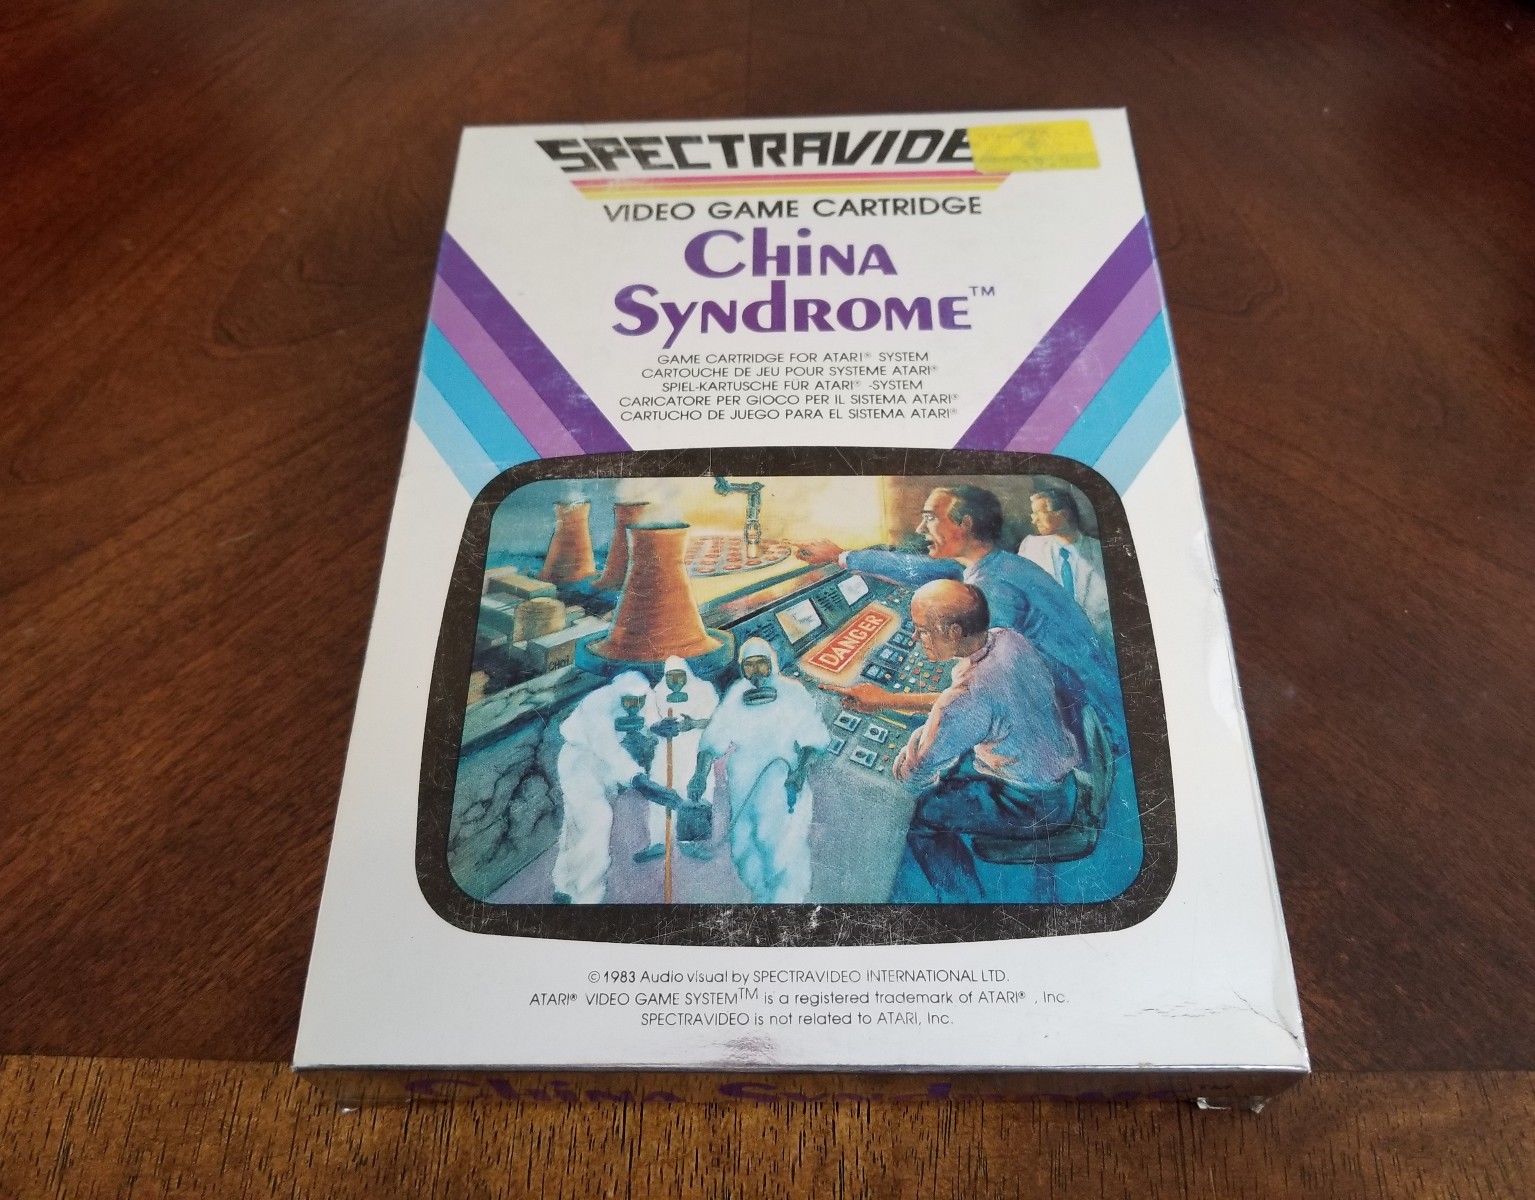 SPECTRAVIDE
VIDEO GAME CARTRIDGE
China
Syndrome™
GAME CARTRIDGE FOR ATARI® SYSTEM
CARTOUCHE DE JEU POUR SYSTEME ATARI®
SPIEL-KARTUSCHE FÜR ATARI® -SYSTEM
CARICATORE PER GIOCO PER IL SISTEMA ATARI®
CARTUCHO DE JUEGO PARA EL SISTEMA ATARI®
DANGER
CHOI
© 1983 Audio visual by SPECTRAVIDEO INTERNATIONAL LTD.
ATARI® VIDEO GAME SYSTEM™ is a registered trademark of ATARI® , Inc.
SPECTRAVIDEO is not related to ATARI, Inc.
China Syndrome™